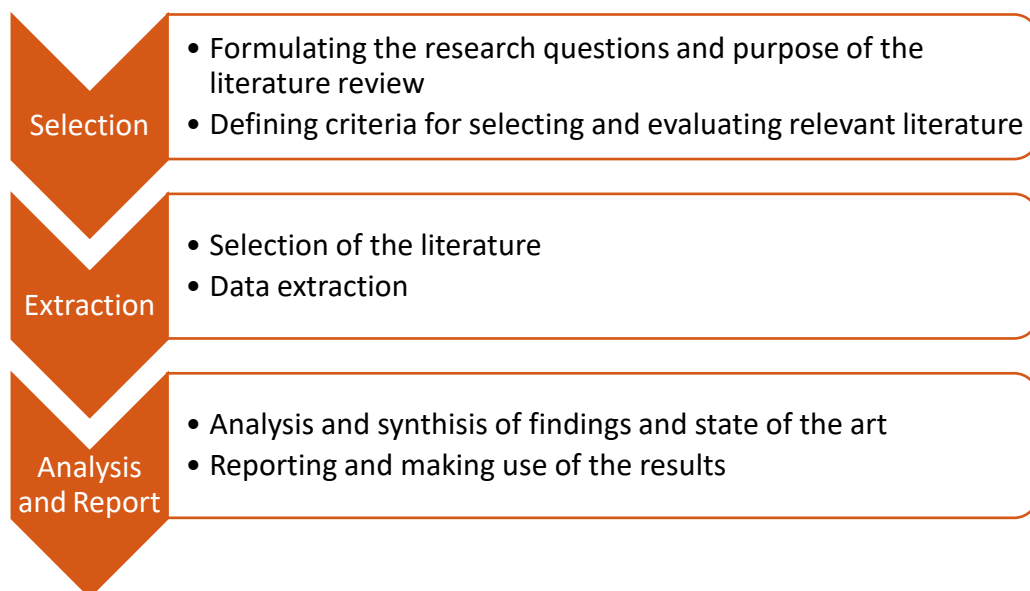 Selection
• Formulating the research questions and purpose of the
literature review
• Defining criteria for selecting and evaluating relevant literature
Extraction
• Selection of the literature
• Data extraction
Analysis
and Report
• Analysis and synthisis of findings and state of the art
• Reporting and making use of the results